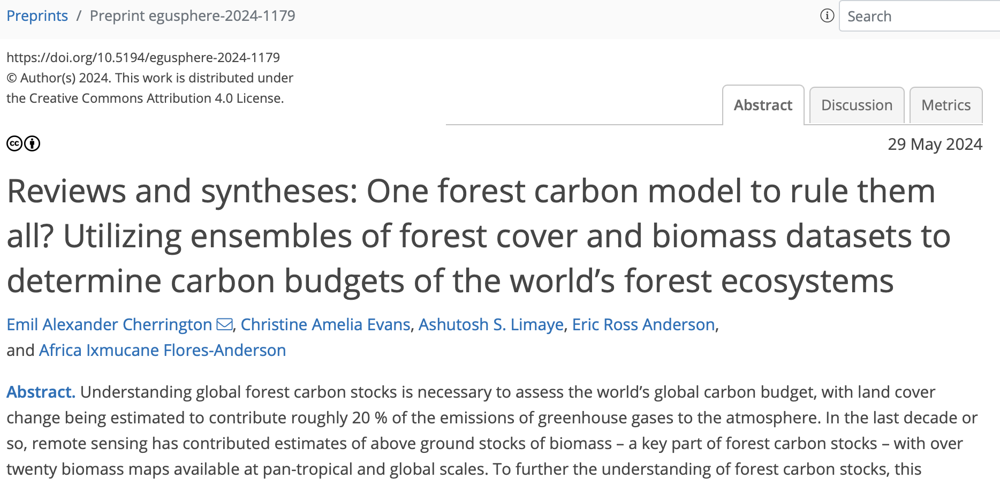 Preprints / Preprint egusphere-2024-1179
Search
https://doi.org/10.5194/egusphere-2024-1179
© Author(s) 2024. This work is distributed under
the Creative Commons Attribution 4.0 License.
Abstract
Discussion
Metrics
cc
29 May 2024
Reviews and syntheses: One forest carbon model to rule them
all? Utilizing ensembles of forest cover and biomass datasets to
determine carbon budgets of the world’s forest ecosystems
Emil Alexander Cherrington, Christine Amelia Evans, Ashutosh S. Limaye, Eric Ross Anderson,
and Africa Ixmucane Flores-Anderson
Abstract. Understanding global forest carbon stocks is necessary to assess the world’s global carbon budget, with land cover
change being estimated to contribute roughly 20 % of the emissions of greenhouse gases to the atmosphere. In the last decade or
so, remote sensing has contributed estimates of above ground stocks of biomass – a key part of forest carbon stocks – with over
twenty biomass maps available at pan-tropical and global scales. To further the understanding of forest carbon stocks, this